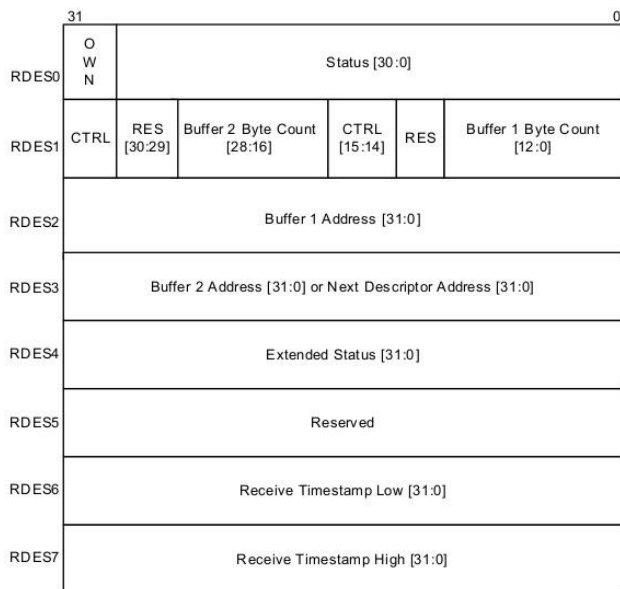 31 0
RDES0
O
W
N
Status [30:0]
RDES1
CTRL
RES
[30:29]
Buffer 2 Byte Count
[28:16]
CTRL
[15:14]
RES
Buffer 1 Byte Count
[12:0]
RDES2
Buffer 1 Address [31:0]
RDES3
Buffer 2 Address [31:0] or Next Descriptor Address [31:0]
RDES4
Extended Status [31:0]
RDES5
Reserved
RDES6
Receive Timestamp Low [31:0]
RDES7
Receive Timestamp High [31:0]